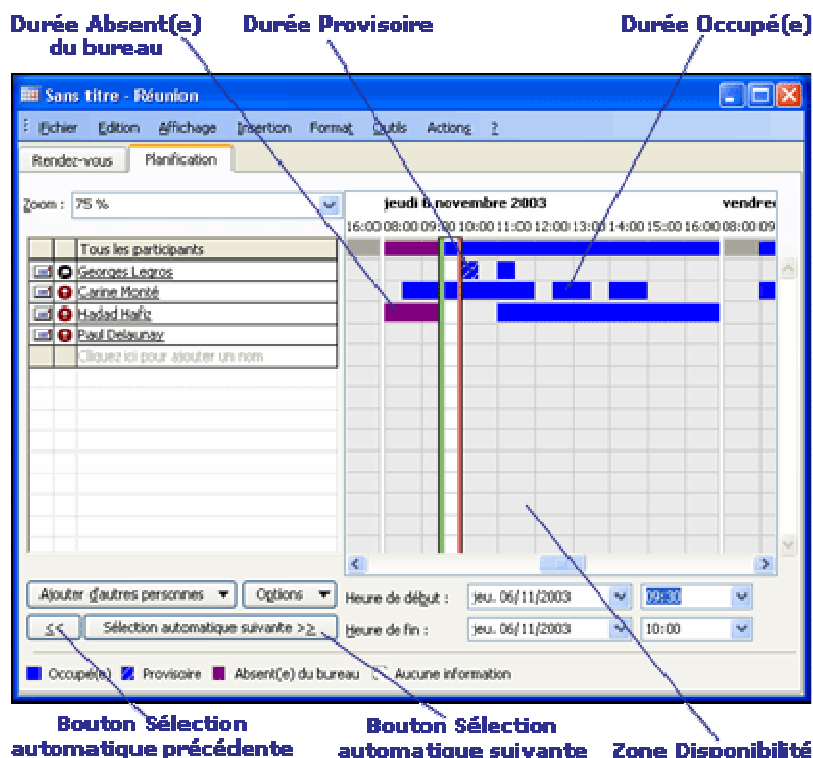 Durée Absent(e)
du bureau
Durée Provisoire
Durée Occupé(e)
Sans titre - Réunion
Fichier Edition Affichage Insertion Format Outils Actions ?
Rendez-vous Planification
Zoom : 75 %
jeudi 6 novembre 2003 vendre
16:00 08:00 09:00 10:00 11:00 12:00 13:00 14:00 15:00 16:00 08:00 09
Tous les participants
Georges Legros
Carine Monté
Hadad Hafiz
Paul Delaunay
Cliquez ici pour ajouter un nom
Ajouter d'autres personnes Options Heure de début : jeu. 06/11/2003 09:30
<< Sélection automatique suivante >> Heure de fin : jeu. 06/11/2003 10:00
Occupé(e) Provisoire Absent(e) du bureau Aucune information
Bouton Sélection
automatique précédente
Bouton Sélection
automatique suivante
Zone Disponibilité